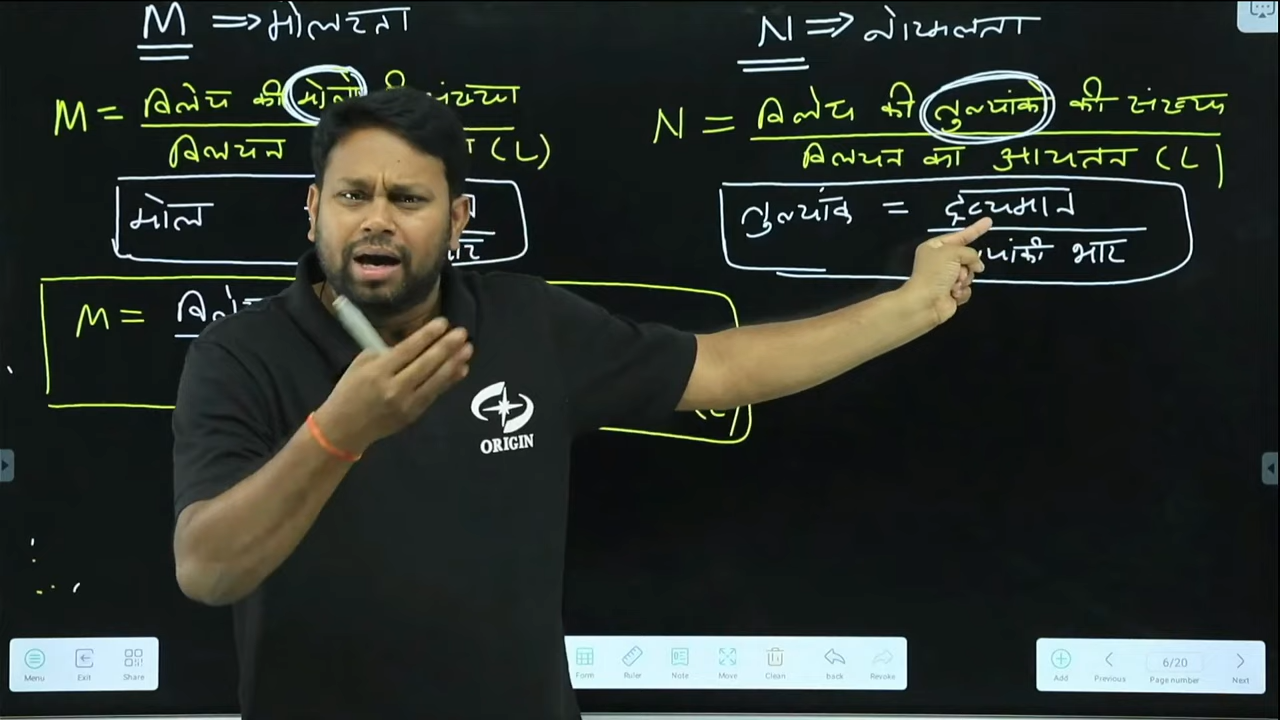 M ⇒ मोलरता
M = विलेय की मोलो की संख्या
विलयन (L)
मोल
M =
(L)
N ⇒ नोर्मलता
N = विलेय की तुल्यांको की संख्या
विलयन का आयतन (L)
तुल्यांक = द्रव्यमान
भार
ORIGIN
Menu Exit Share
Form Ruler Note Move Clean back Revoke
Add Previous 6/20 Page number Next